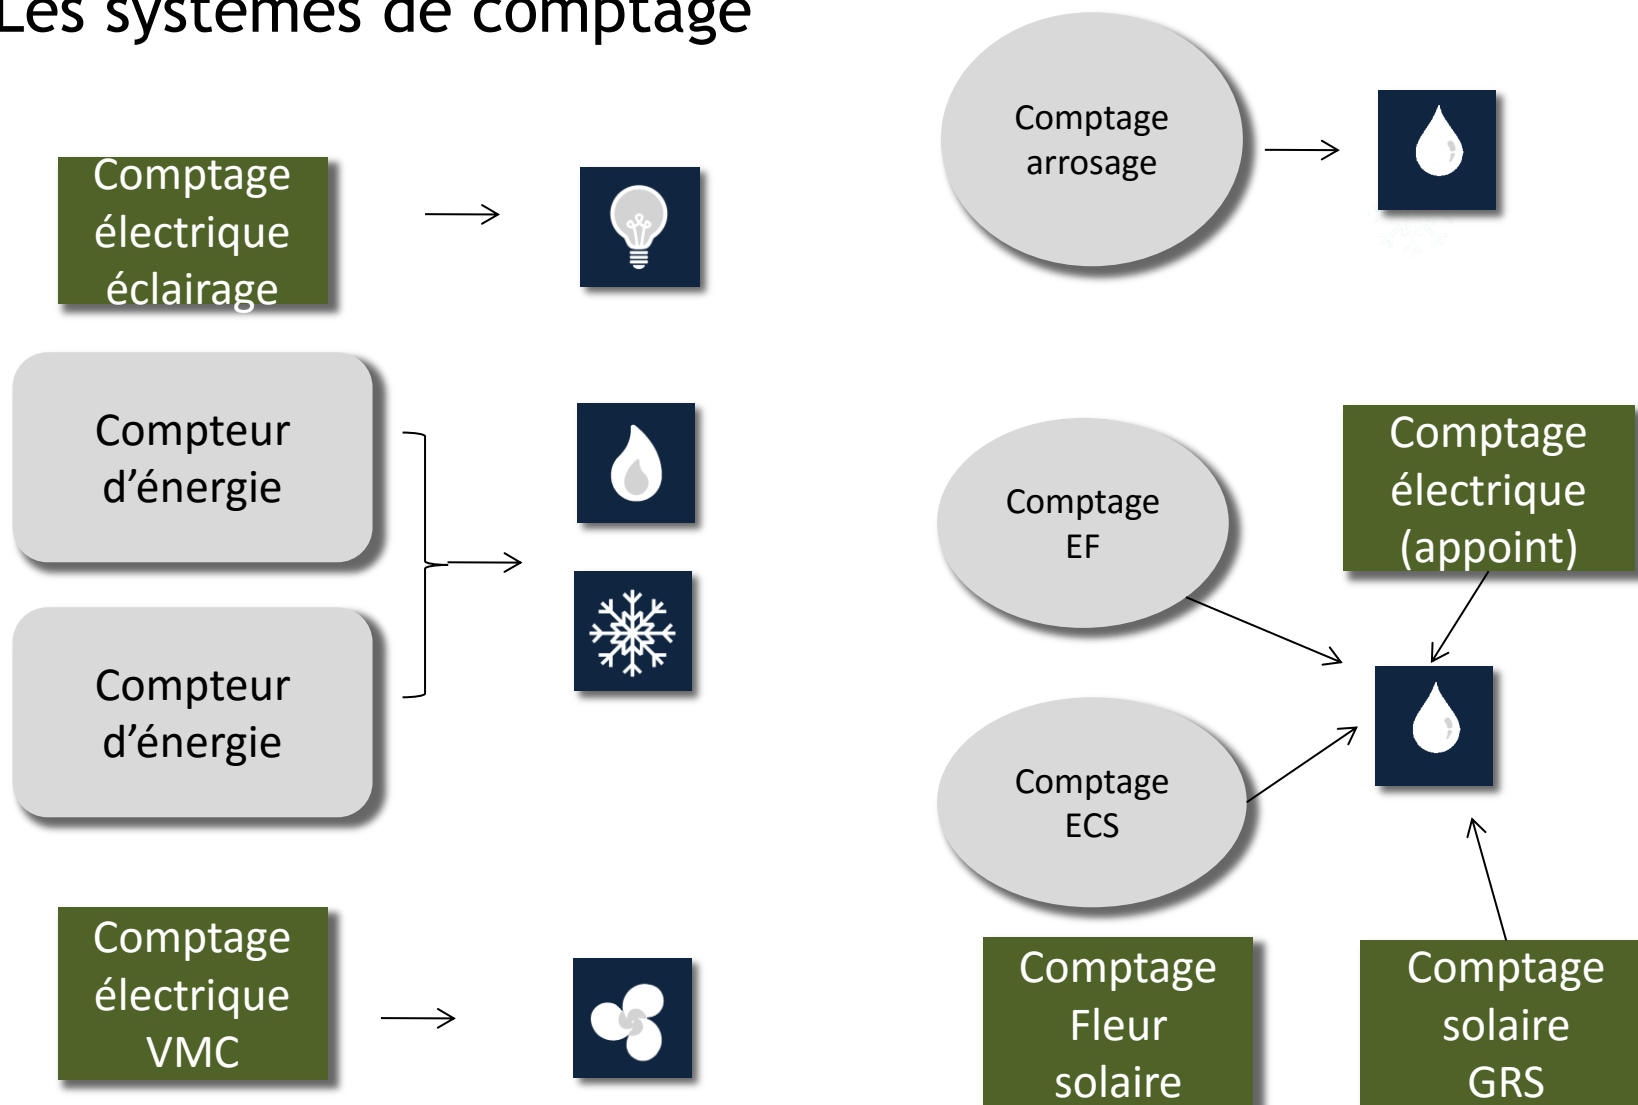 Les systèmes de comptage
Comptage
électrique
éclairage
Compteur
d’énergie
Compteur
d’énergie
Comptage
électrique
VMC
Comptage
arrosage
Comptage
EF
Comptage
électrique
(appoint)
Comptage
ECS
Comptage
Fleur
solaire
Comptage
solaire
GRS